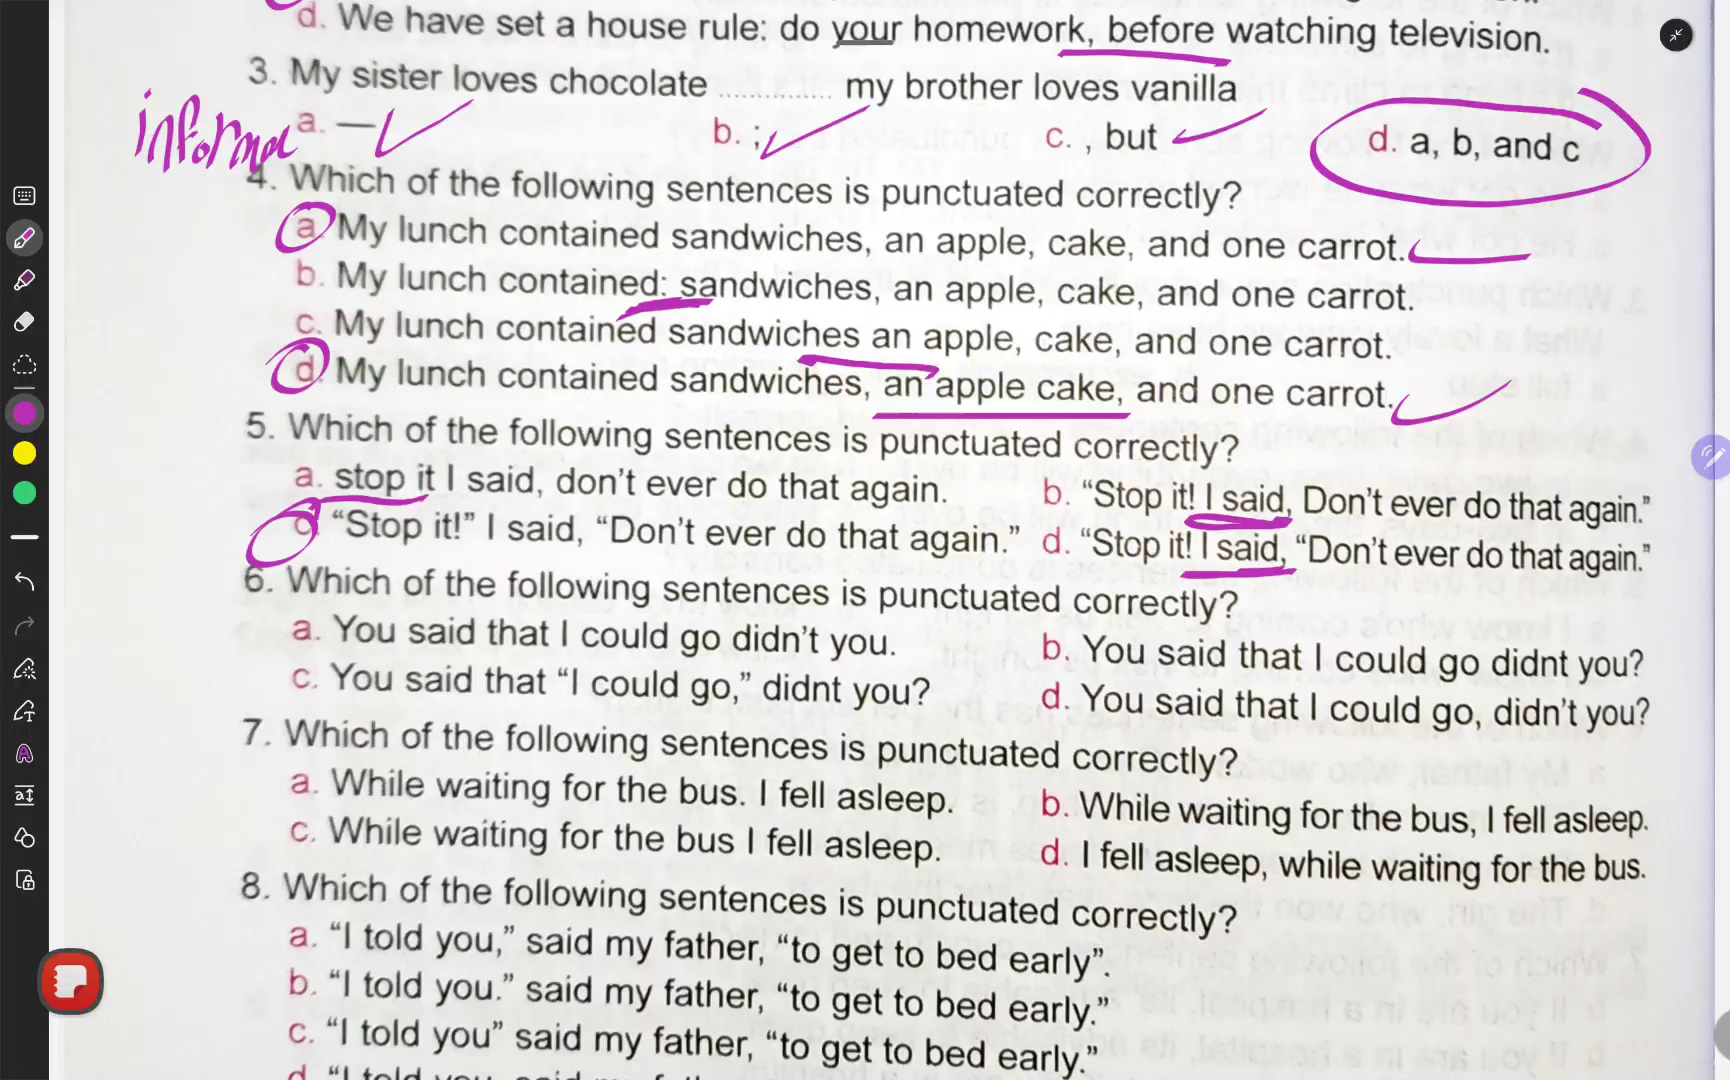 d. We have set a house rule: do your homework, before watching television.
3. My sister loves chocolate .............. my brother loves vanilla
informal
a. —
b. ;
c. , but
d. a, b, and c
4. Which of the following sentences is punctuated correctly?
a. My lunch contained sandwiches, an apple, cake, and one carrot.
b. My lunch contained: sandwiches, an apple, cake, and one carrot.
c. My lunch contained sandwiches an apple, cake, and one carrot.
d. My lunch contained sandwiches, an apple cake, and one carrot.
5. Which of the following sentences is punctuated correctly?
a. stop it I said, don’t ever do that again.
b. “Stop it! I said, Don’t ever do that again.”
c. “Stop it!” I said, “Don’t ever do that again.”
d. “Stop it! I said, “Don’t ever do that again.”
6. Which of the following sentences is punctuated correctly?
a. You said that I could go didn’t you.
b. You said that I could go didnt you?
c. You said that “I could go,” didnt you?
d. You said that I could go, didn’t you?
7. Which of the following sentences is punctuated correctly?
a. While waiting for the bus. I fell asleep.
b. While waiting for the bus, I fell asleep.
c. While waiting for the bus I fell asleep.
d. I fell asleep, while waiting for the bus.
8. Which of the following sentences is punctuated correctly?
a. “I told you,” said my father, “to get to bed early”.
b. “I told you.” said my father, “to get to bed early.”
c. “I told you” said my father, “to get to bed early.”
d. “I told you, said my